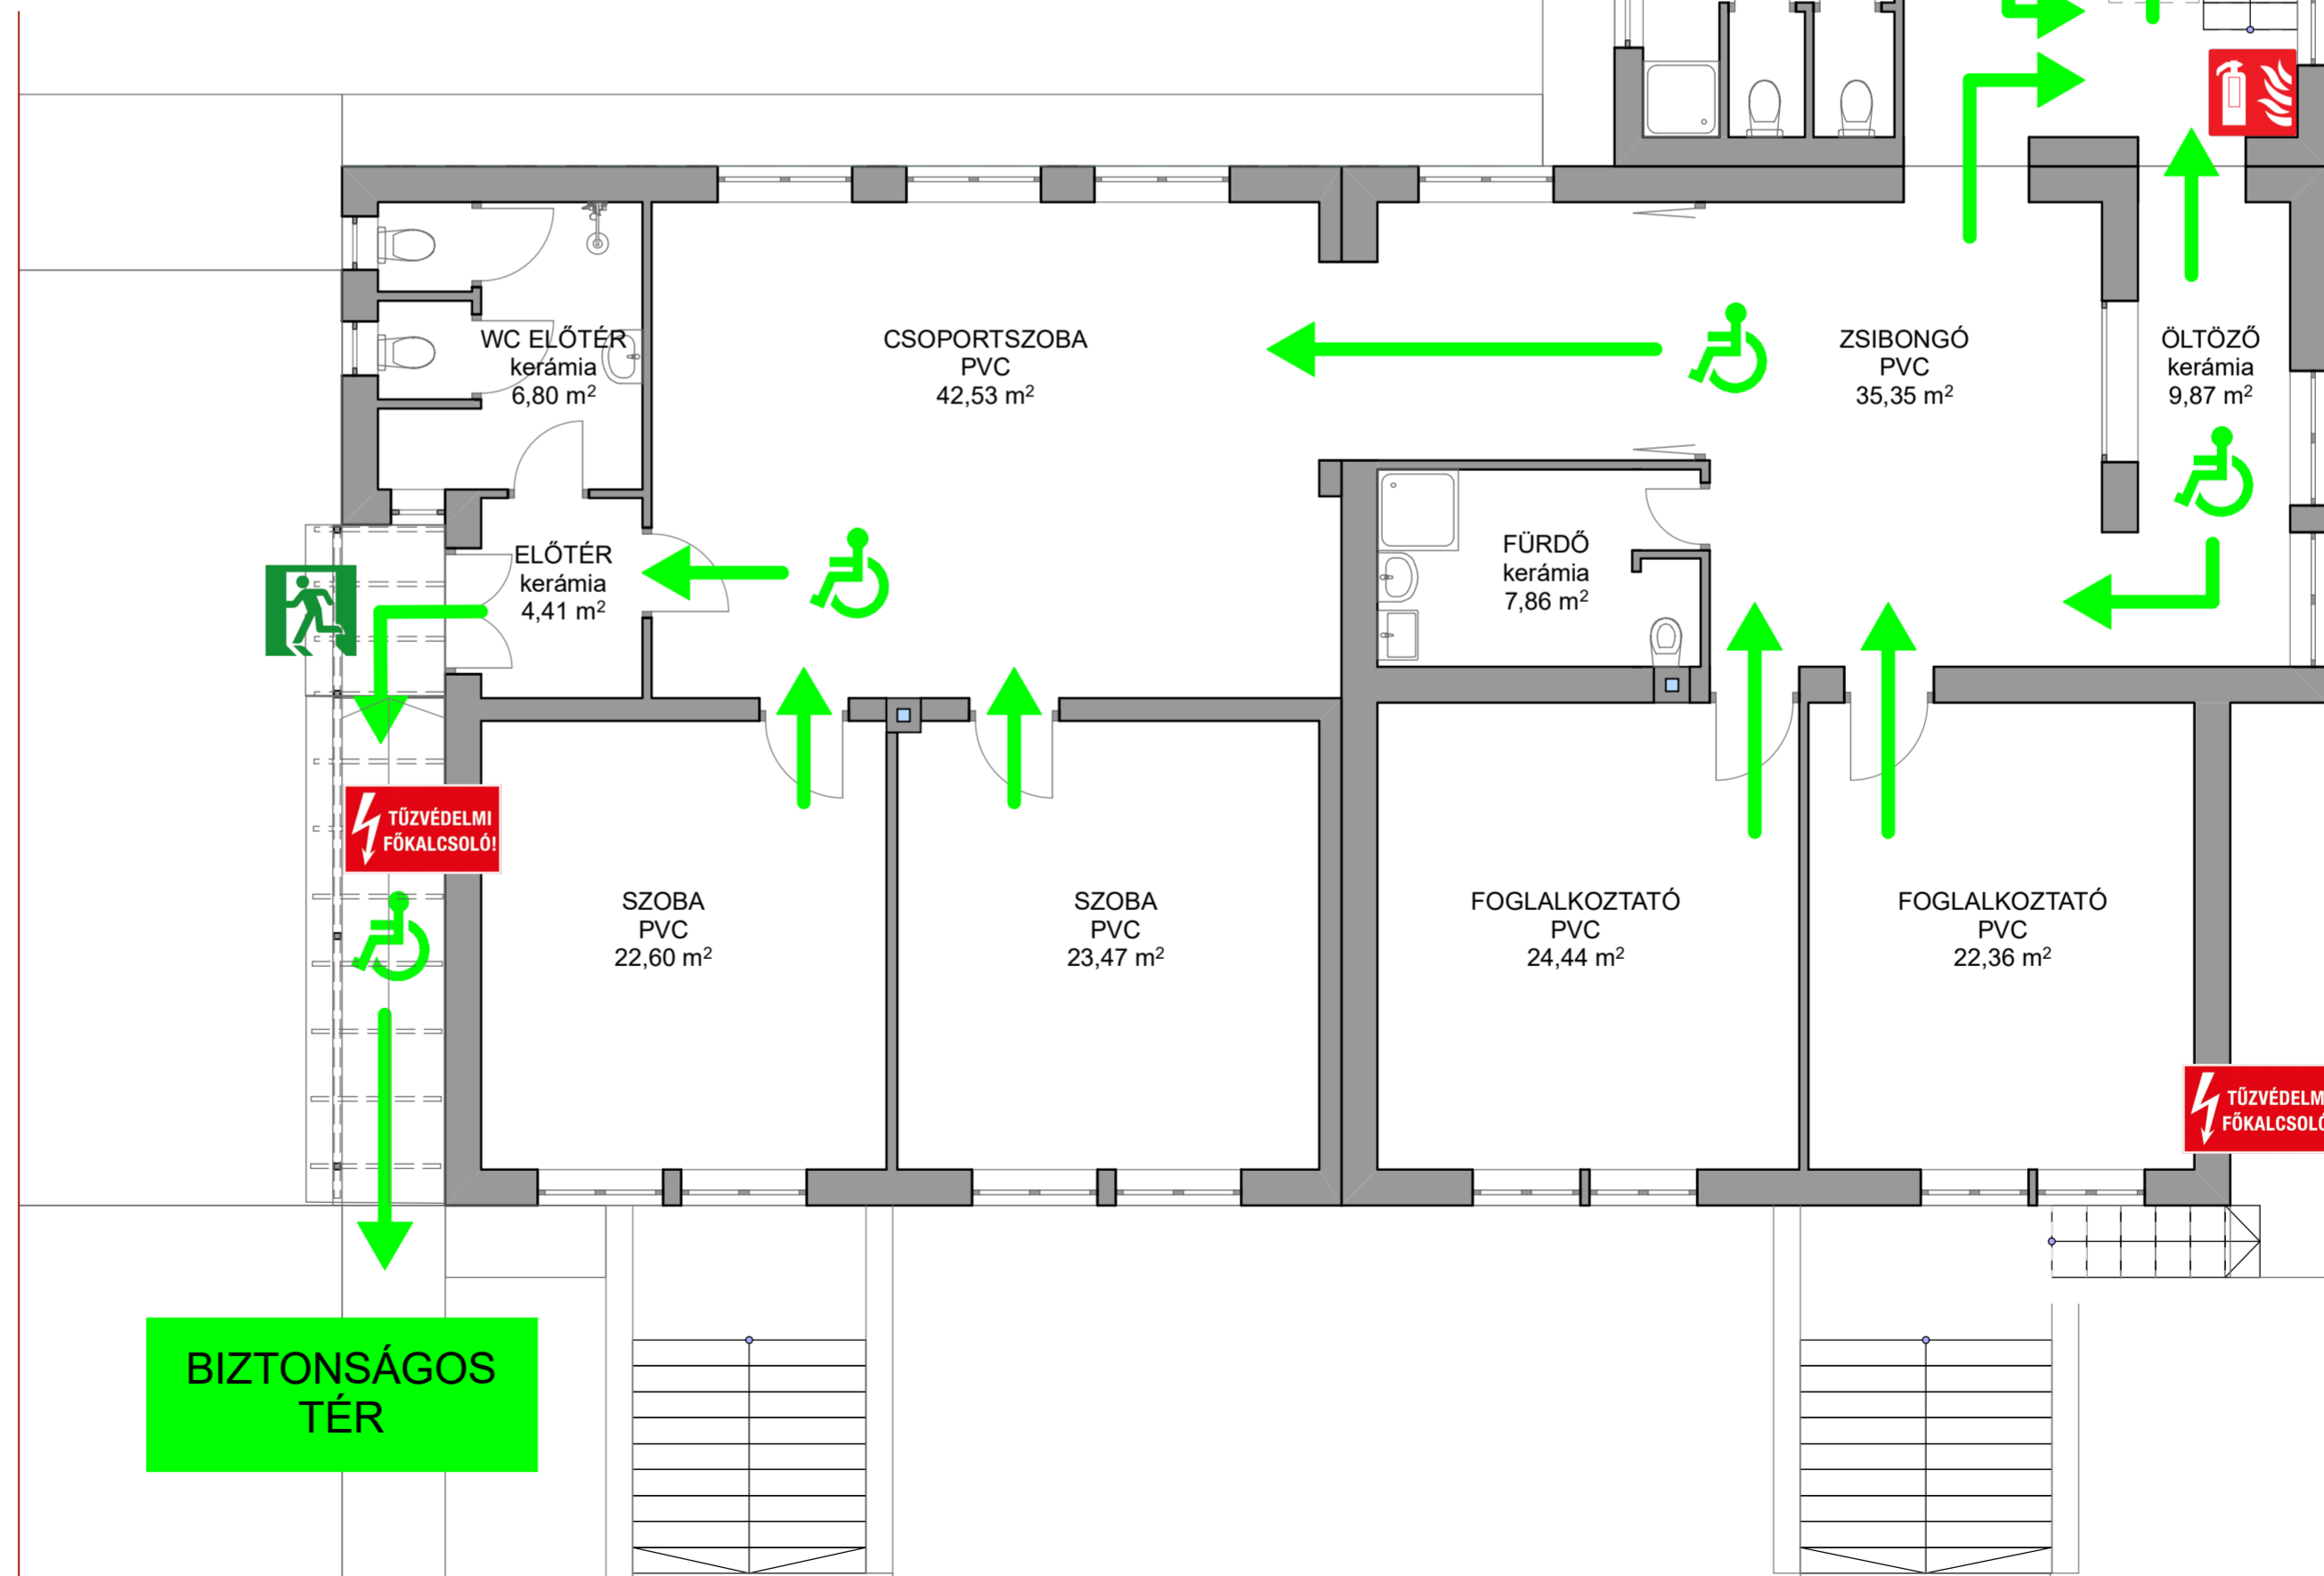 WC ELŐTÉR
kerámia
6,80 m²
CSOPORTSZOBA
PVC
42,53 m²
ZSIBONGÓ
PVC
35,35 m²
ÖLTÖZŐ
kerámia
9,87 m²
ELŐTÉR
kerámia
4,41 m²
FÜRDŐ
kerámia
7,86 m²
TŰZVÉDELMI
FŐKALCSOLÓ!
SZOBA
PVC
22,60 m²
SZOBA
PVC
23,47 m²
FOGLALKOZTATÓ
PVC
24,44 m²
FOGLALKOZTATÓ
PVC
22,36 m²
TŰZVÉDELM
FŐKALCSOLÓ
BIZTONSÁGOS
TÉR